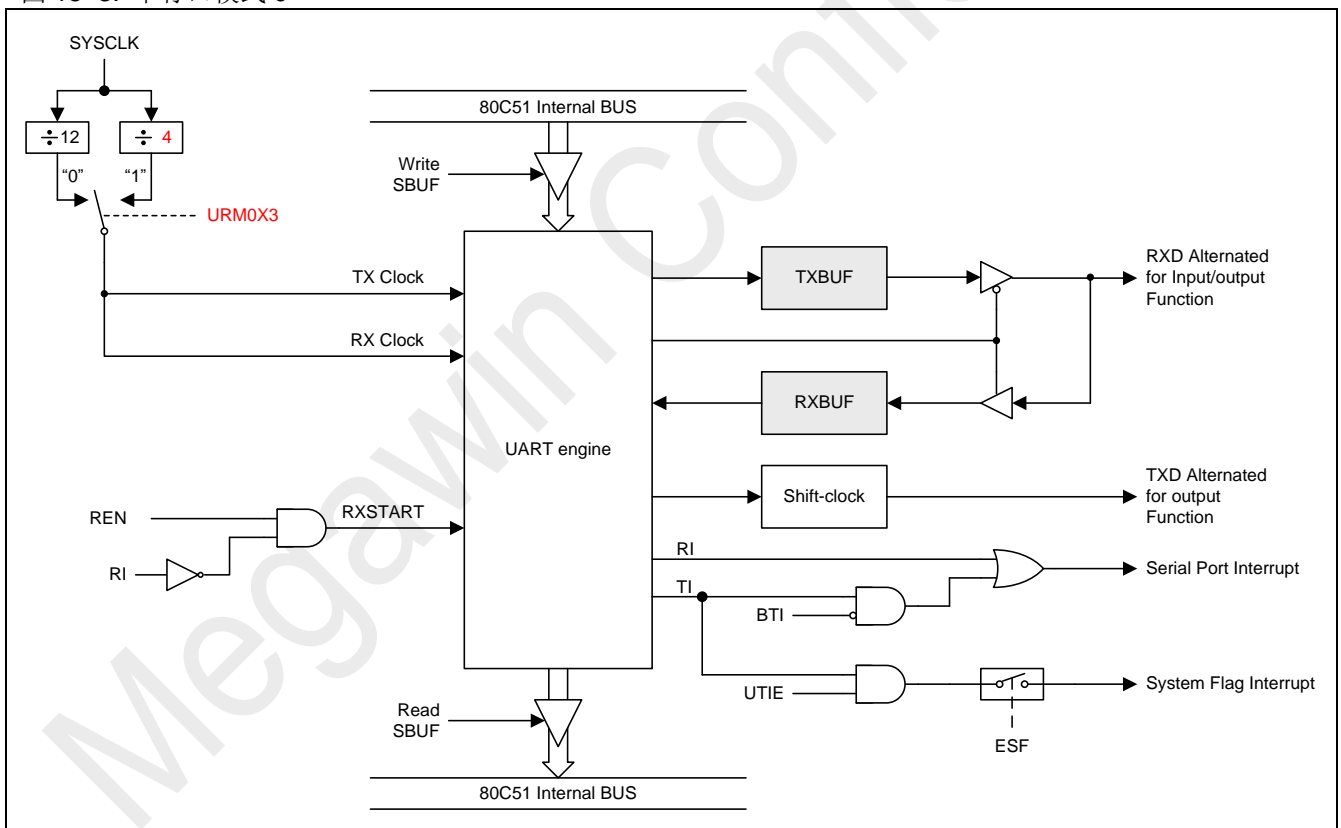 SYSCLK
÷12
÷ 4
“0”
“1”
URM0X3
80C51 Internal BUS
Write
SBUF
TX Clock
RX Clock
UART engine
TXBUF
RXD Alternated
for Input/output
Function
RXBUF
Shift-clock
TXD Alternated
for output
Function
REN
RXSTART
RI
RI
TI
BTI
Serial Port Interrupt
UTIE
System Flag Interrupt
ESF
Read
SBUF
80C51 Internal BUS
Megawin